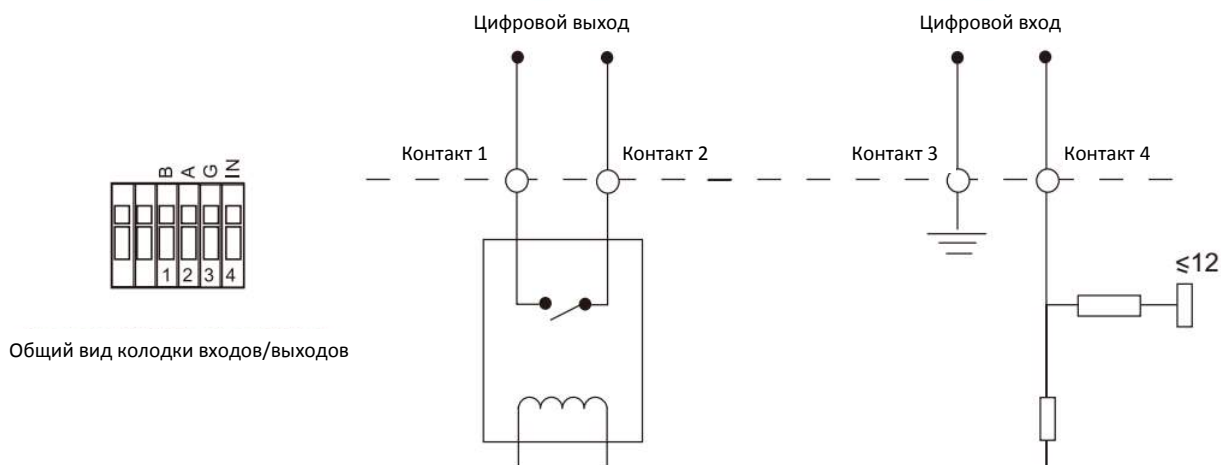 Цифровой выход
Цифровой вход
Контакт 1
Контакт 2
Контакт 3
Контакт 4
B A G IN
1 2 3 4
≤12
Общий вид колодки входов/выходов